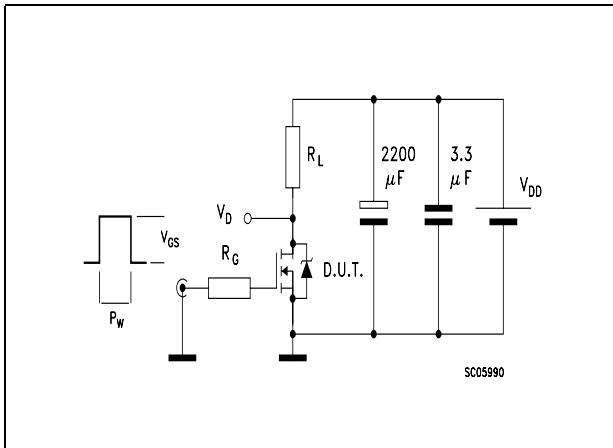 R_L
2200
μF
3.3
μF
V_DD
V_D
V_GS
R_G
D.U.T.
P_W
SC05990